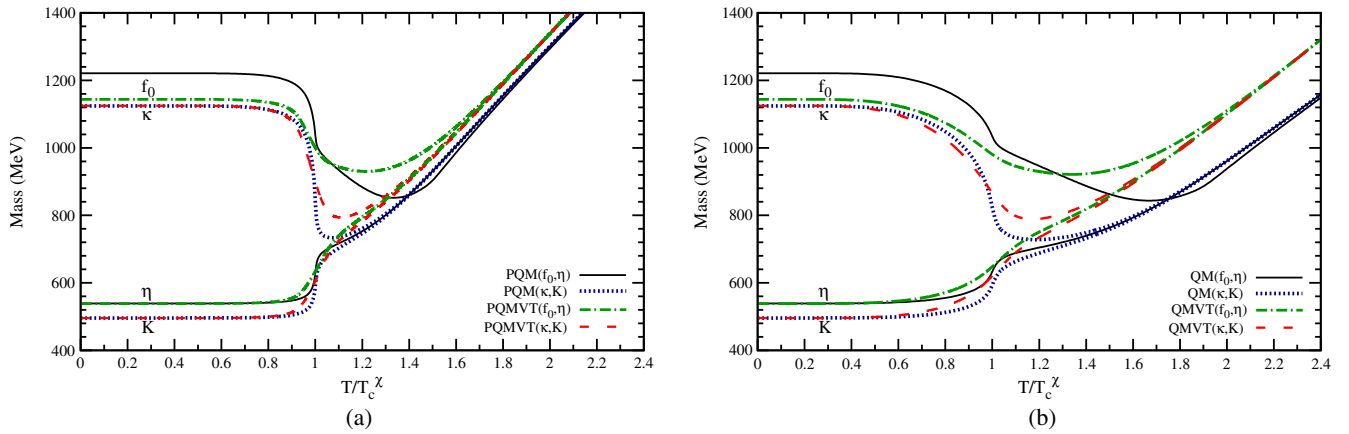 1400
1200
1000
800
600
400
Mass (MeV)
f₀
κ
η
K
PQM(f₀,η)
PQM(κ,K)
PQMVT(f₀,η)
PQMVT(κ,K)
0 0.2 0.4 0.6 0.8 1 1.2 1.4 1.6 1.8 2 2.2 2.4
T/T_c^χ
(a)
1400
1200
1000
800
600
400
Mass (MeV)
f₀
κ
η
K
QM(f₀,η)
QM(κ,K)
QMVT(f₀,η)
QMVT(κ,K)
0 0.2 0.4 0.6 0.8 1 1.2 1.4 1.6 1.8 2 2.2 2.4
T/T_c^χ
(b)